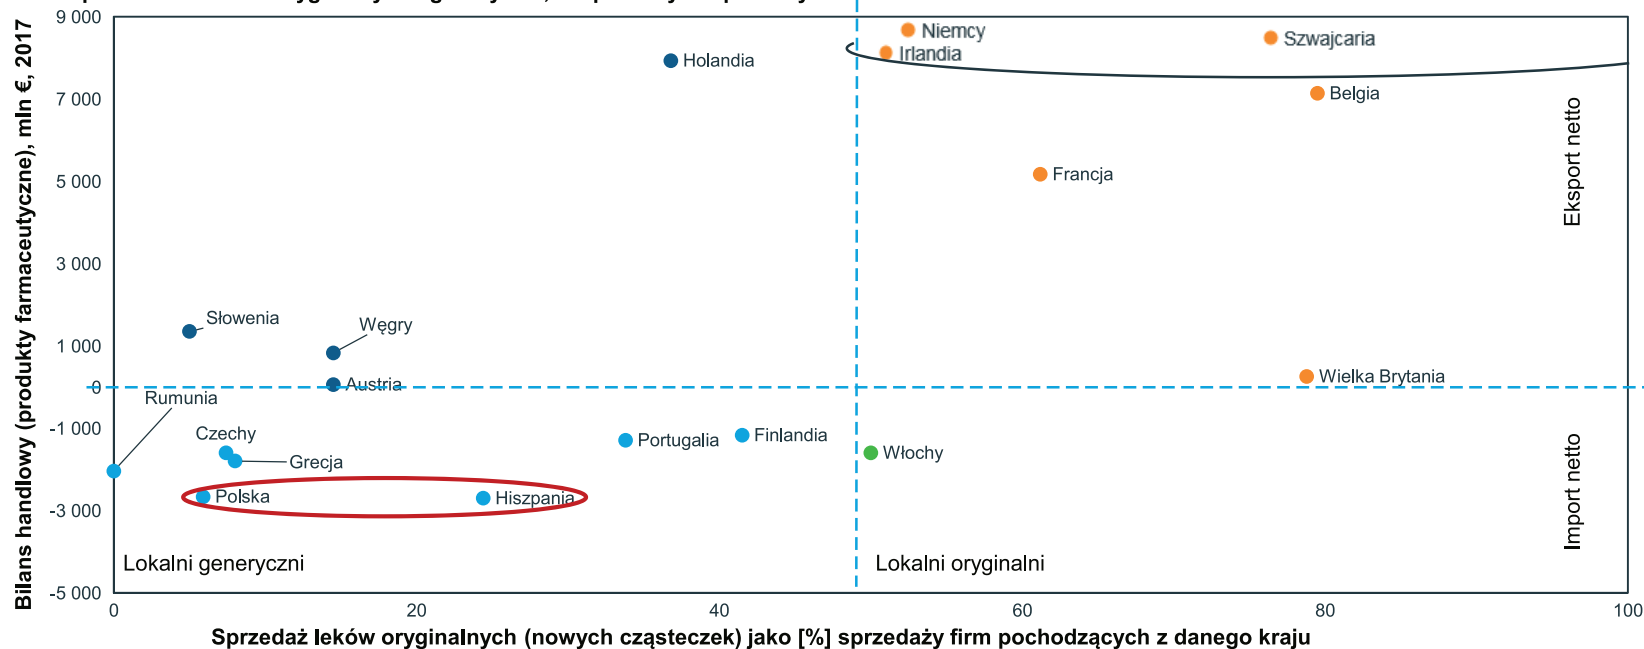 Bilans handlowy (produkty farmaceutyczne), mln €, 2017
9 000
7 000
5 000
3 000
1 000
0
-1 000
-3 000
-5 000
Niemcy
Irlandia
Szwajcaria
Holandia
Belgia
Francja
Eksport netto
Słowenia
Węgry
Austria
Wielka Brytania
Rumunia
Czechy
Grecja
Portugalia
Finlandia
Włochy
Polska
Hiszpania
Import netto
Lokalni generyczni
Lokalni oryginalni
0 20 40 60 80 100
Sprzedaż leków oryginalnych (nowych cząsteczek) jako [%] sprzedaży firm pochodzących z danego kraju